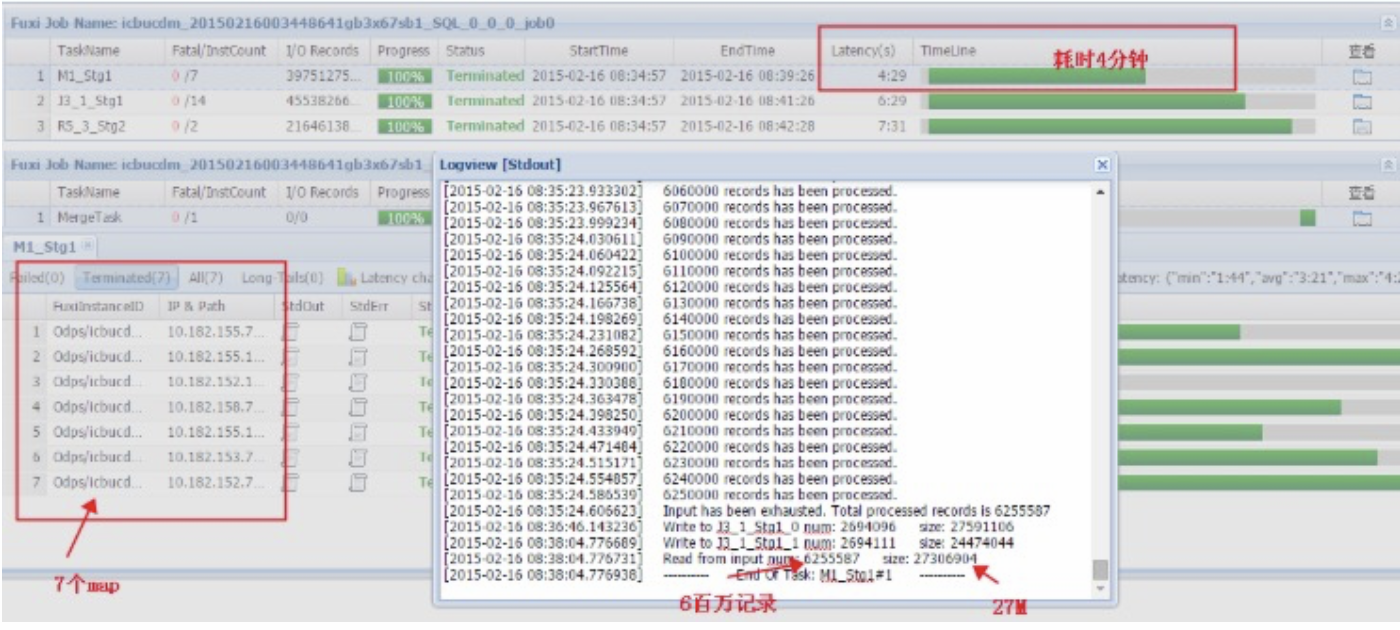 Fuxi Job Name: icbucdm_20150216003448641gb3x67sb1_SQL_0_0_0_job0
TaskName Fatal/InstCount I/O Records Progress Status StartTime EndTime Latency(s) TimeLine 查看
耗时4分钟
1 M1_Stg1 0 /7 39751275... 100% Terminated 2015-02-16 08:34:57 2015-02-16 08:39:26 4:29
2 J3_1_Stg1 0 /14 45538266... 100% Terminated 2015-02-16 08:34:57 2015-02-16 08:41:26 6:29
3 R5_3_Stg2 0 /2 21646138... 100% Terminated 2015-02-16 08:34:57 2015-02-16 08:42:28 7:31
Fuxi Job Name: icbucdm_20150216003448641gb3x67sb1_
TaskName Fatal/InstCount I/O Records Progress 查看
1 MergeTask 0 /1 0/0 100%
M1_Stg1
Failed(0) Terminated(7) All(7) Long-Tails(0) Latency cha
atency: {"min":"1:44","avg":"3:21","max":"4:2
FuxiInstanceID IP & Path StdOut StdErr St
1 Odps/icbucd... 10.182.155.7... Te
2 Odps/icbucd... 10.182.155.1... Te
3 Odps/icbucd... 10.182.152.1... Te
4 Odps/icbucd... 10.182.158.7... Te
5 Odps/icbucd... 10.182.155.1... Te
6 Odps/icbucd... 10.182.153.7... Te
7 Odps/icbucd... 10.182.152.7... Te
7个map
Logview [Stdout]
[2015-02-16 08:35:23.933302] 6060000 records has been processed.
[2015-02-16 08:35:23.967613] 6070000 records has been processed.
[2015-02-16 08:35:23.999234] 6080000 records has been processed.
[2015-02-16 08:35:24.030611] 6090000 records has been processed.
[2015-02-16 08:35:24.060422] 6100000 records has been processed.
[2015-02-16 08:35:24.092215] 6110000 records has been processed.
[2015-02-16 08:35:24.125564] 6120000 records has been processed.
[2015-02-16 08:35:24.166738] 6130000 records has been processed.
[2015-02-16 08:35:24.198269] 6140000 records has been processed.
[2015-02-16 08:35:24.231082] 6150000 records has been processed.
[2015-02-16 08:35:24.268592] 6160000 records has been processed.
[2015-02-16 08:35:24.300900] 6170000 records has been processed.
[2015-02-16 08:35:24.330388] 6180000 records has been processed.
[2015-02-16 08:35:24.363478] 6190000 records has been processed.
[2015-02-16 08:35:24.398250] 6200000 records has been processed.
[2015-02-16 08:35:24.433949] 6210000 records has been processed.
[2015-02-16 08:35:24.471484] 6220000 records has been processed.
[2015-02-16 08:35:24.515171] 6230000 records has been processed.
[2015-02-16 08:35:24.554857] 6240000 records has been processed.
[2015-02-16 08:35:24.586539] 6250000 records has been processed.
[2015-02-16 08:35:24.606623] Input has been exhausted. Total processed records is 6255587
[2015-02-16 08:36:46.143236] Write to J3_1_Stg1_0 num: 2694096 size: 27591106
[2015-02-16 08:38:04.776689] Write to J3_1_Stg1_1 num: 2694111 size: 24474044
[2015-02-16 08:38:04.776731] Read from input num: 6255587 size: 27306904
[2015-02-16 08:38:04.776938] ---------- End Of Task: M1_Stg1#1 ----------
6百万记录
27M